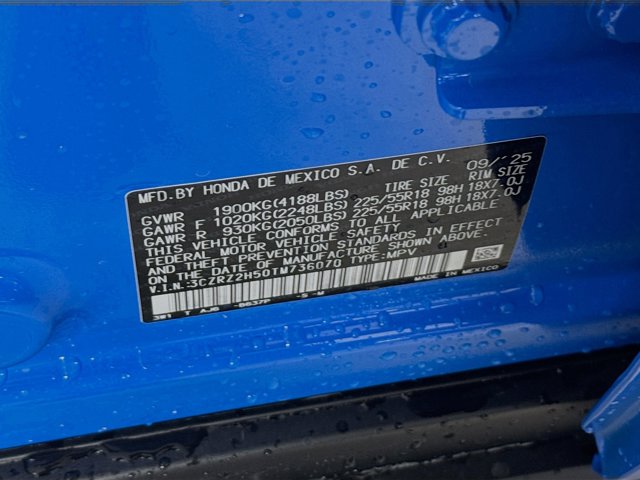 MFD.BY HONDA DE MEXICO S.A. DE C.V. 09/'25
GVWR 1900KG(4188LBS) TIRE SIZE RIM SIZE
GAWR F 1020KG(2248LBS) 225/55R18 98H 18X7.0J
GAWR R 930KG(2050LBS) 225/55R18 98H 18X7.0J
THIS VEHICLE CONFORMS TO ALL APPLICABLE
FEDERAL MOTOR VEHICLE SAFETY
AND THEFT PREVENTION STANDARDS IN EFFECT
ON THE DATE OF MANUFACTURE SHOWN ABOVE.
V.I.N.:3CZRZ2H50TM736070 TYPE:MPV
MADE IN MEXICO
3W1 T AJ6 B637P -S-M